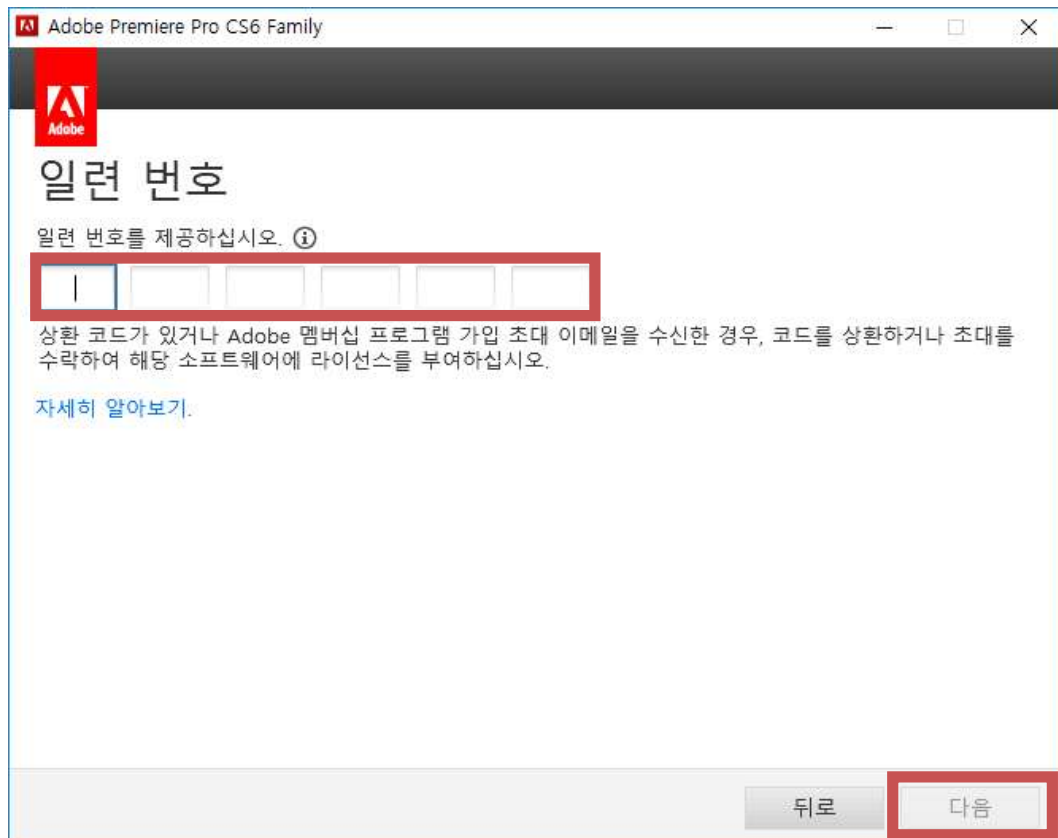 Adobe Premiere Pro CS6 Family
Adobe
일련 번호
일련 번호를 제공하십시오.
상환 코드가 있거나 Adobe 멤버십 프로그램 가입 초대 이메일을 수신한 경우, 코드를 상환하거나 초대를
수락하여 해당 소프트웨어에 라이선스를 부여하십시오.
자세히 알아보기.
뒤로
다음